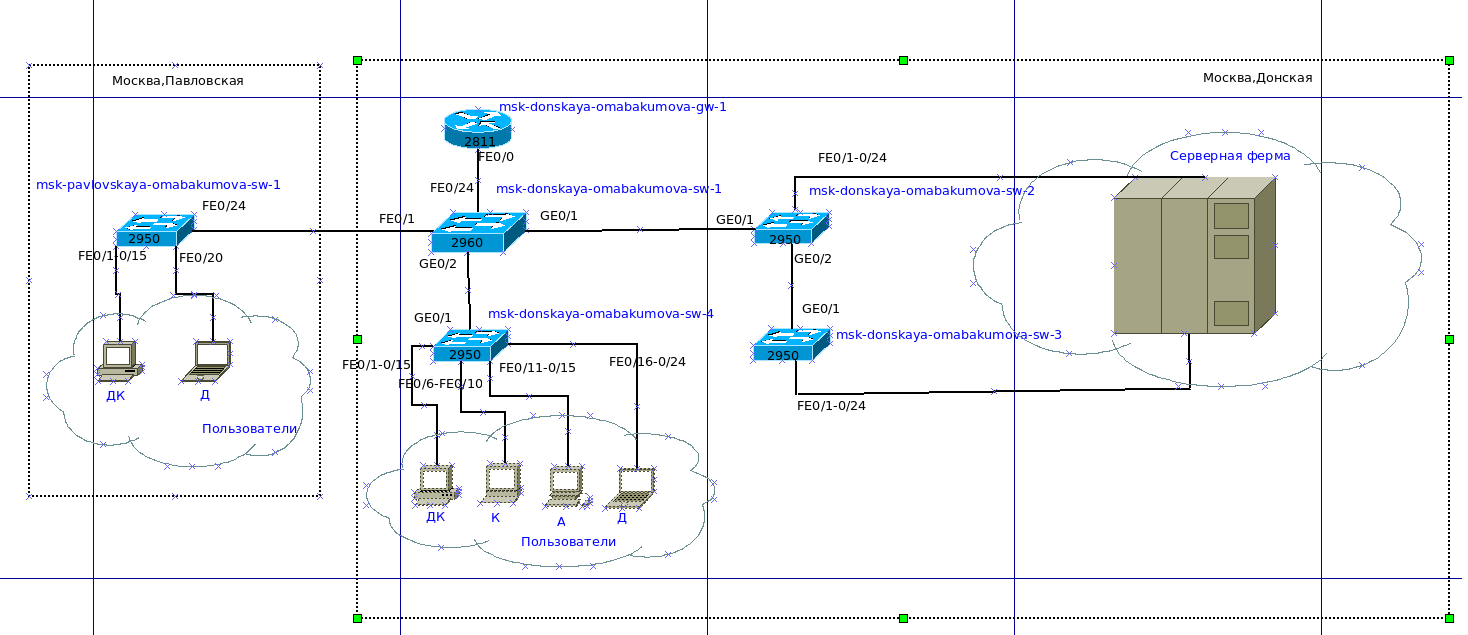 Москва,Павловская
msk-pavlovskaya-omabakumova-sw-1
FE0/24
2950
FE0/1-0/15
FE0/20
ДК
Д
Пользователи
Москва,Донская
msk-donskaya-omabakumova-gw-1
2811
FE0/0
FE0/24
msk-donskaya-omabakumova-sw-1
FE0/1
GE0/1
2960
GE0/2
GE0/1
msk-donskaya-omabakumova-sw-4
2950
FE0/1-0/15
FE0/6-FE0/10
FE0/11-0/15
FE0/16-0/24
ДК
К
А
Д
Пользователи
FE0/1-0/24
msk-donskaya-omabakumova-sw-2
GE0/1
2950
GE0/2
GE0/1
msk-donskaya-omabakumova-sw-3
2950
FE0/1-0/24
Серверная ферма